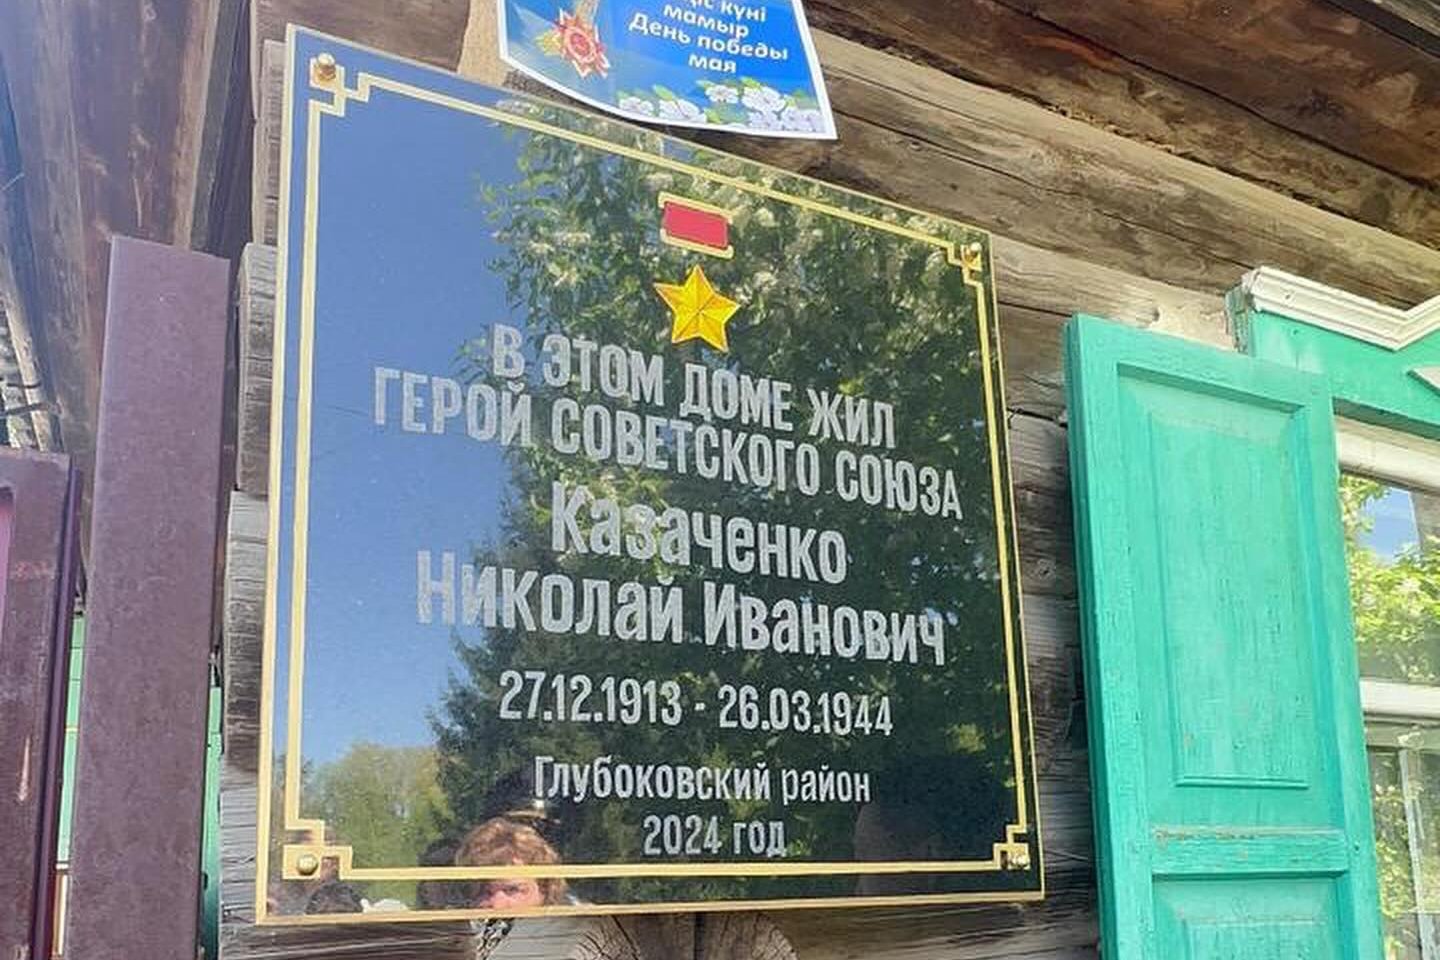 күні
мамыр
День победы
мая
В ЭТОМ ДОМЕ ЖИЛ
ГЕРОЙ СОВЕТСКОГО СОЮЗА
Казаченко
Николай Иванович
27.12.1913 - 26.03.1944
Глубоковский район
2024 год